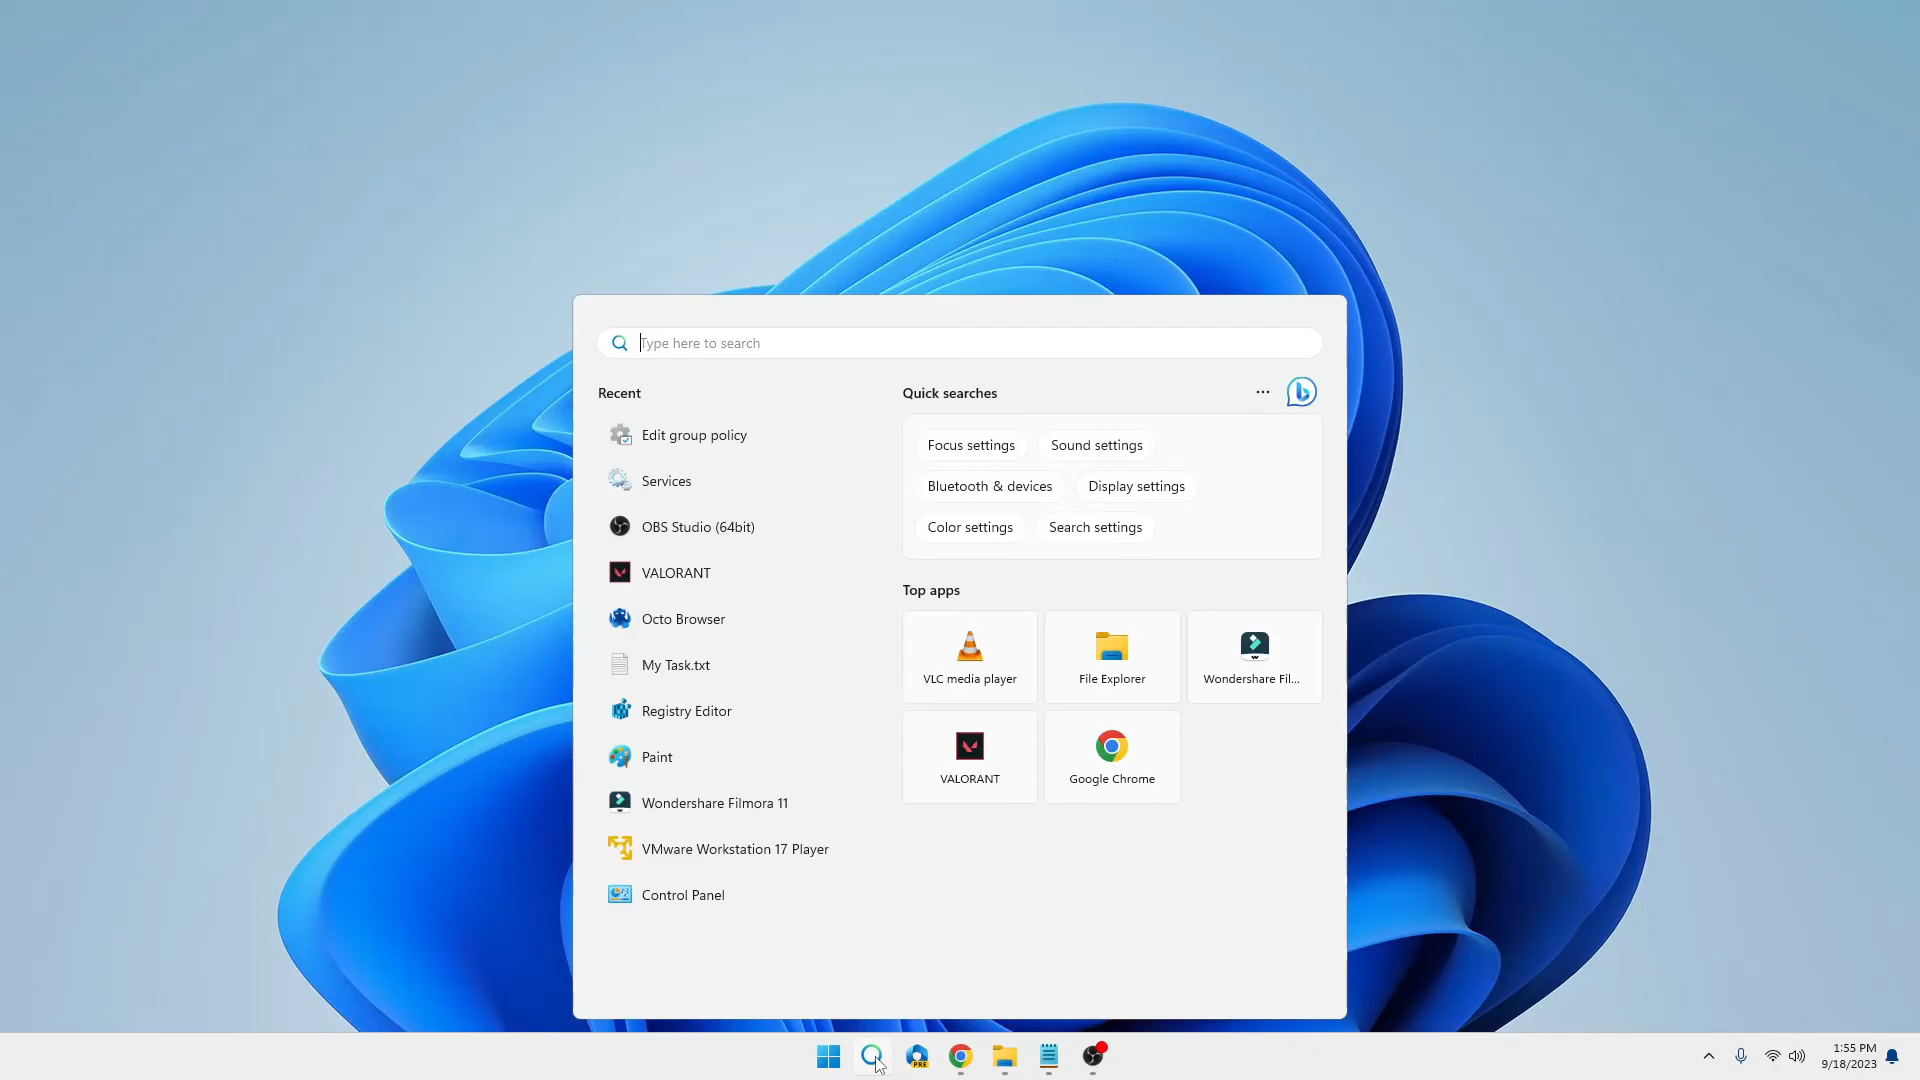 Type here to search
Recent
Edit group policy
Services
OBS Studio (64bit)
VALORANT
Octo Browser
My Task.txt
Registry Editor
Paint
Wondershare Filmora 11
VMware Workstation 17 Player
Control Panel
Quick searches
Focus settings
Sound settings
Bluetooth & devices
Display settings
Color settings
Search settings
Top apps
VLC media player
File Explorer
Wondershare Fil...
VALORANT
Google Chrome
PRE
1:55 PM
9/18/2023